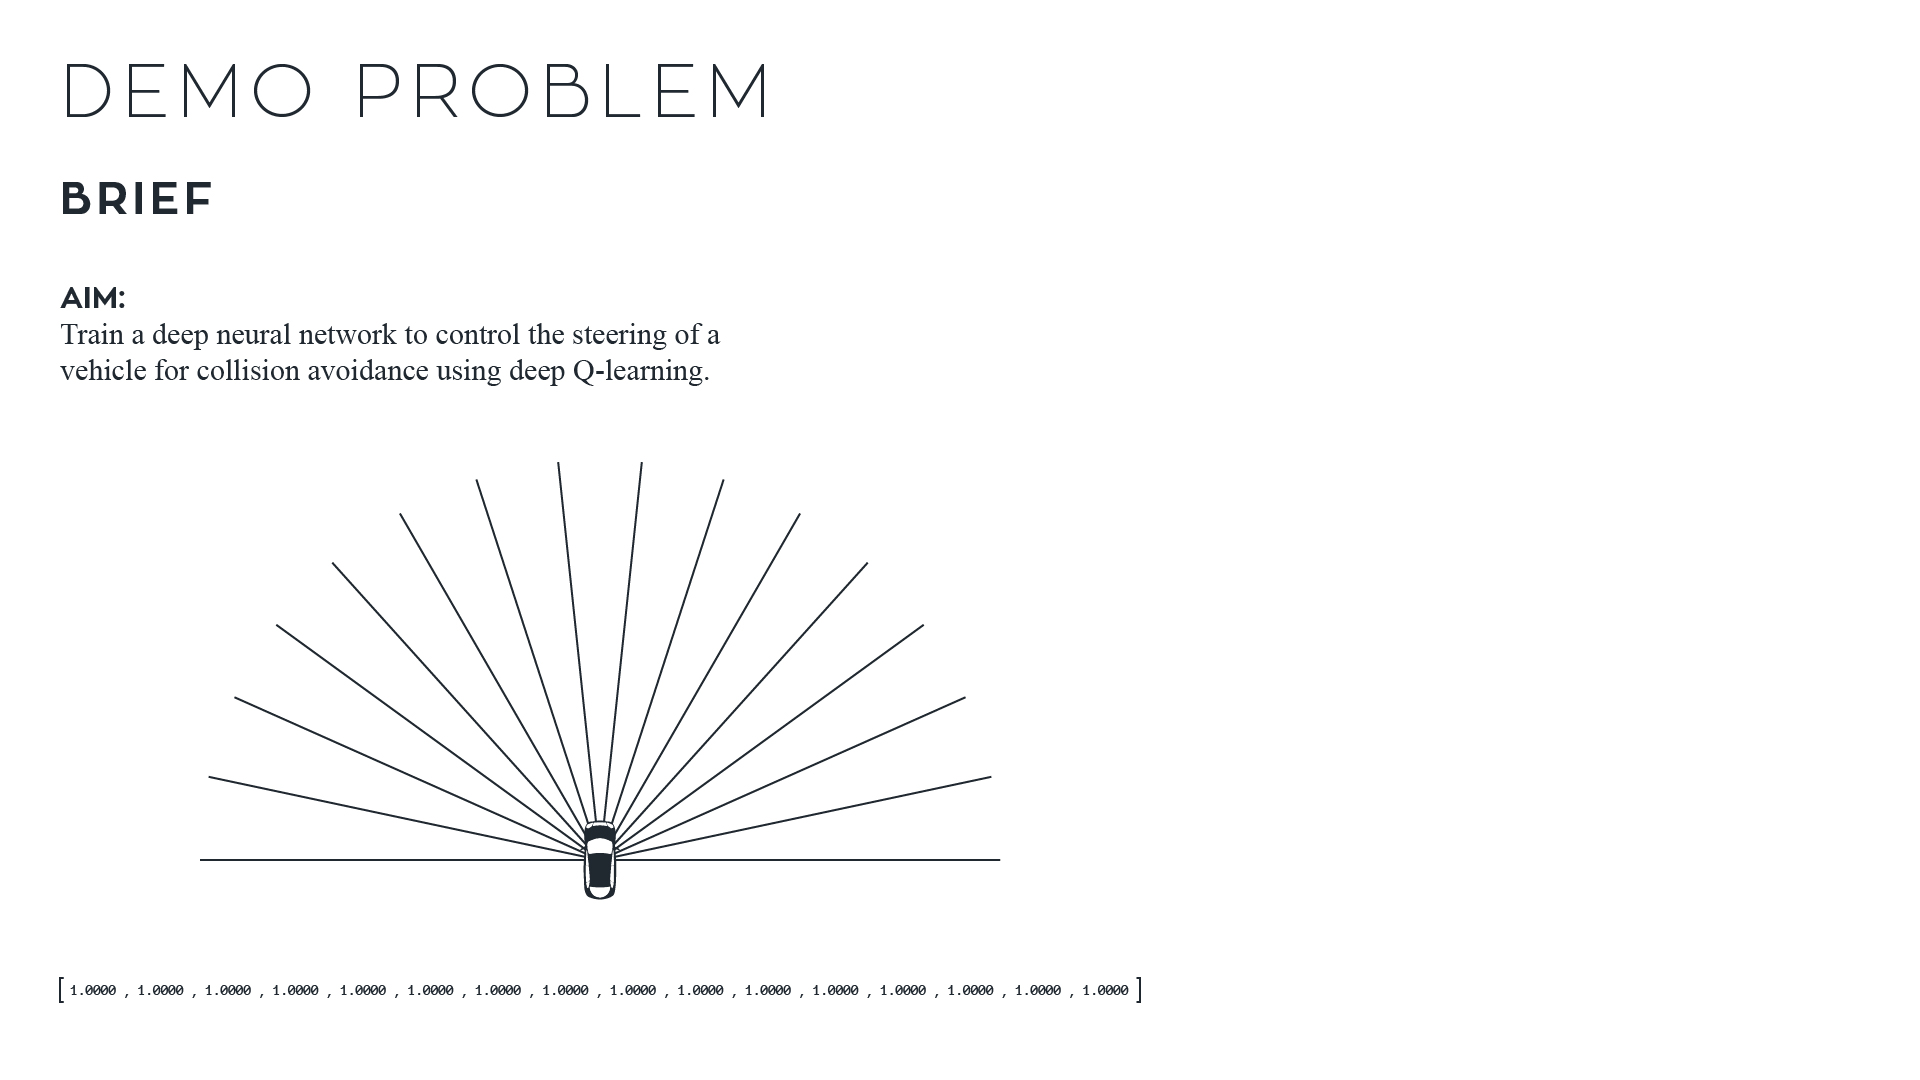 DEMO PROBLEM
BRIEF
AIM:
Train a deep neural network to control the steering of a
vehicle for collision avoidance using deep Q-learning.
[ 1.0000 , 1.0000 , 1.0000 , 1.0000 , 1.0000 , 1.0000 , 1.0000 , 1.0000 , 1.0000 , 1.0000 , 1.0000 , 1.0000 , 1.0000 , 1.0000 , 1.0000 , 1.0000 ]